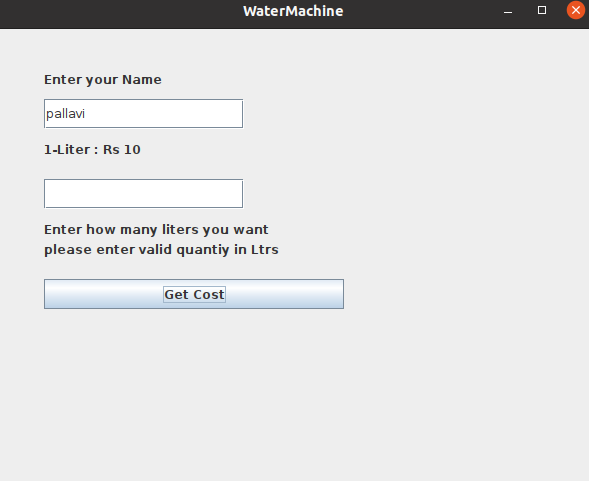 WaterMachine
Enter your Name
pallavi
1-Liter : Rs 10
Enter how many liters you want
please enter valid quantiy in Ltrs
Get Cost